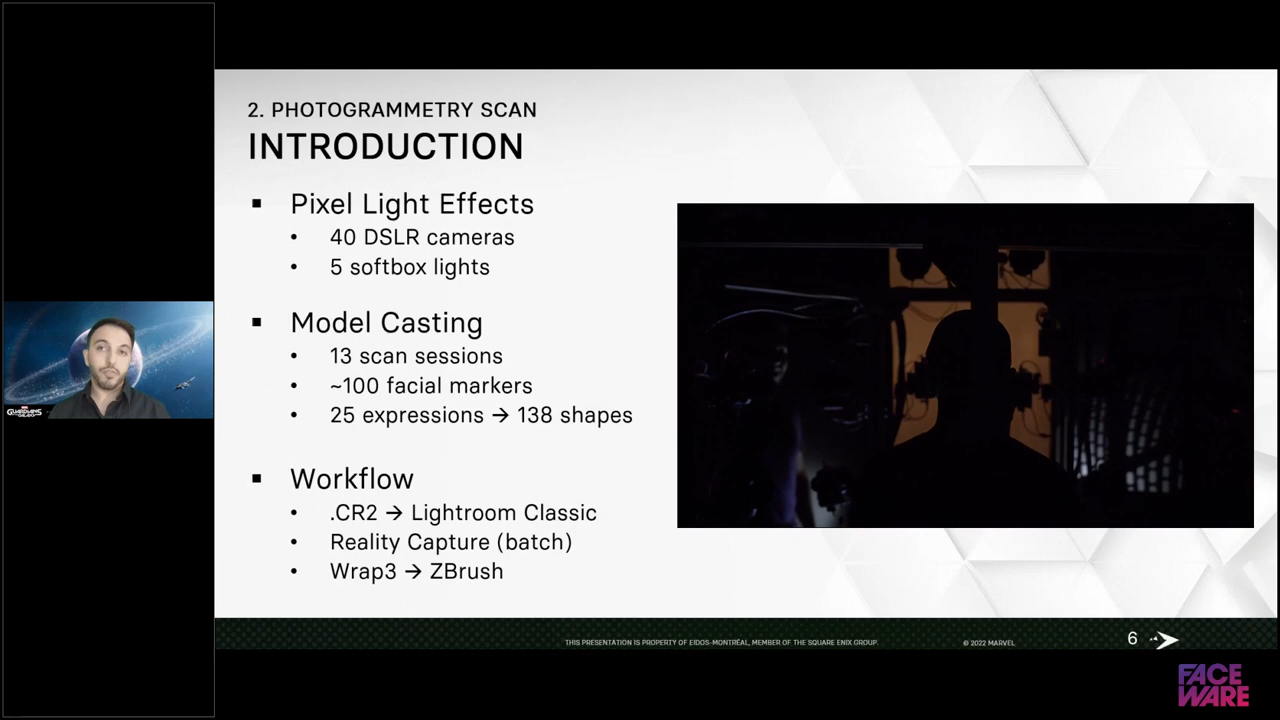 2. PHOTOGRAMMETRY SCAN
INTRODUCTION
▪ Pixel Light Effects
• 40 DSLR cameras
• 5 softbox lights
▪ Model Casting
• 13 scan sessions
• ~100 facial markers
• 25 expressions → 138 shapes
▪ Workflow
• .CR2 → Lightroom Classic
• Reality Capture (batch)
• Wrap3 → ZBrush
GUARDIANS
THIS PRESENTATION IS PROPERTY OF EIDOS-MONTRÉAL, MEMBER OF THE SQUARE ENIX GROUP.
© 2022 MARVEL
6
FACE
WARE